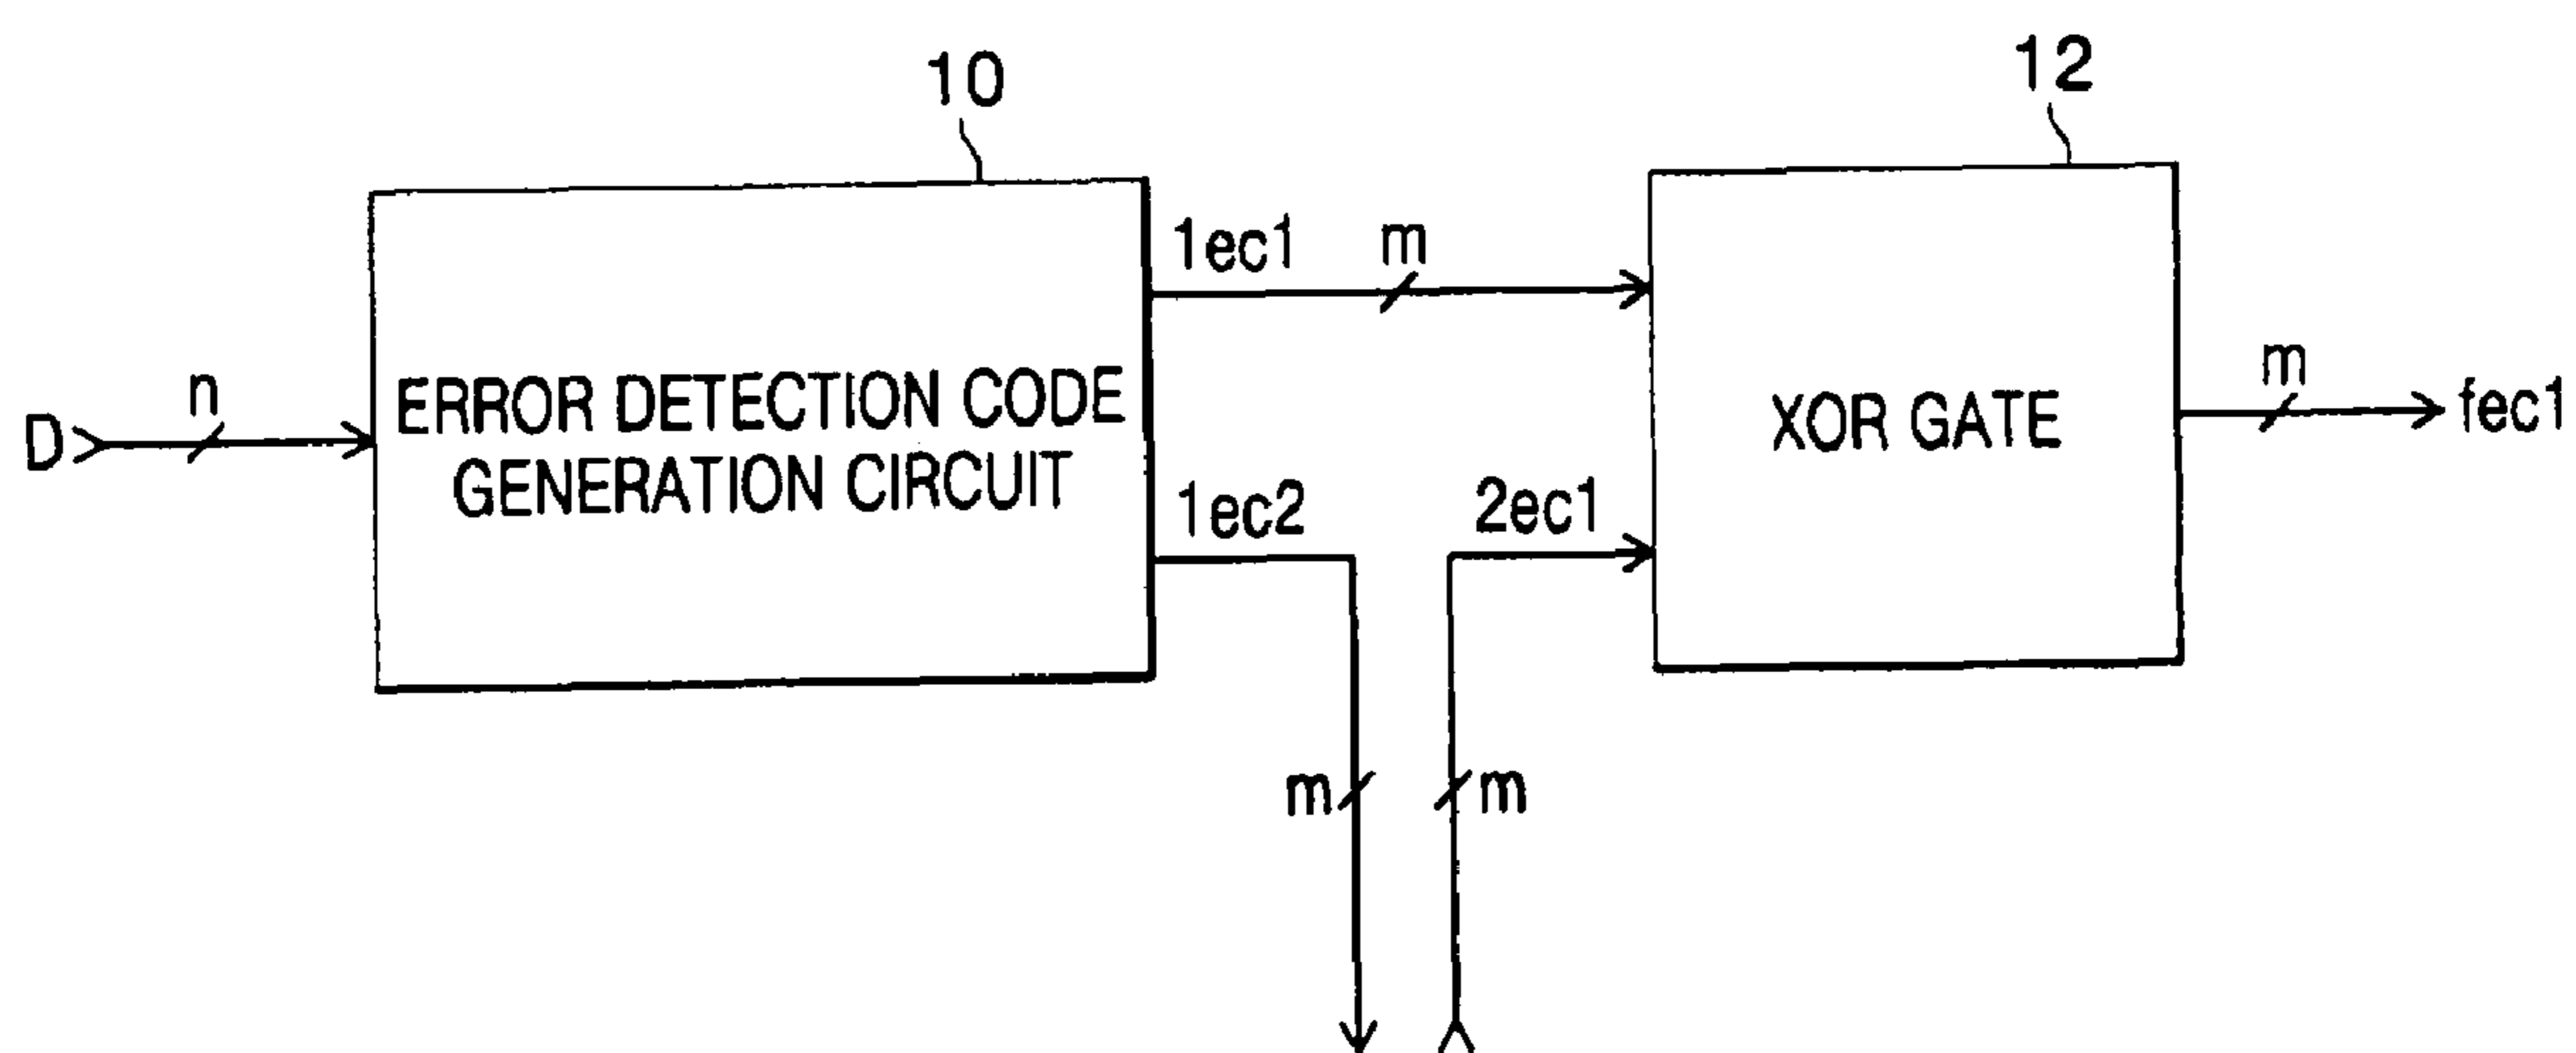 10
12
1ec1
m
n
D
ERROR DETECTION CODE
GENERATION CIRCUIT
XOR GATE
m
fec1
1ec2
2ec1
m
m